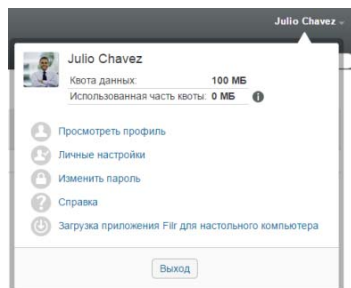 Julio Chavez
Julio Chavez
Квота данных: 100 МБ
Использованная часть квоты: 0 МБ
Просмотреть профиль
Личные настройки
Изменить пароль
Справка
Загрузка приложения Filr для настольного компьютера
Выход